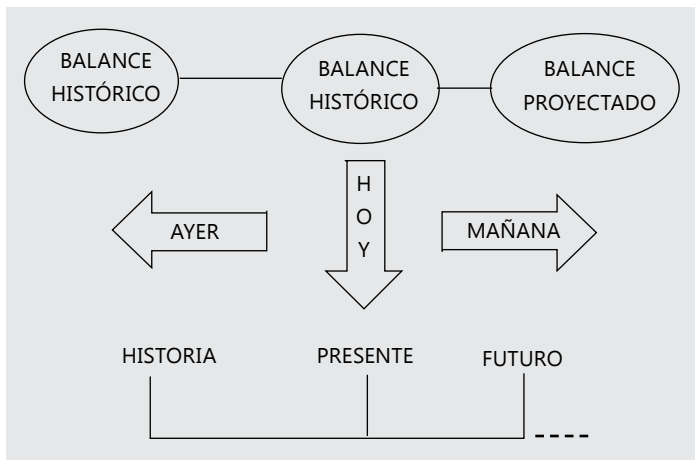 BALANCE
HISTÓRICO
BALANCE
HISTÓRICO
BALANCE
PROYECTADO
AYER
H
O
Y
MAÑANA
HISTORIA
PRESENTE
FUTURO